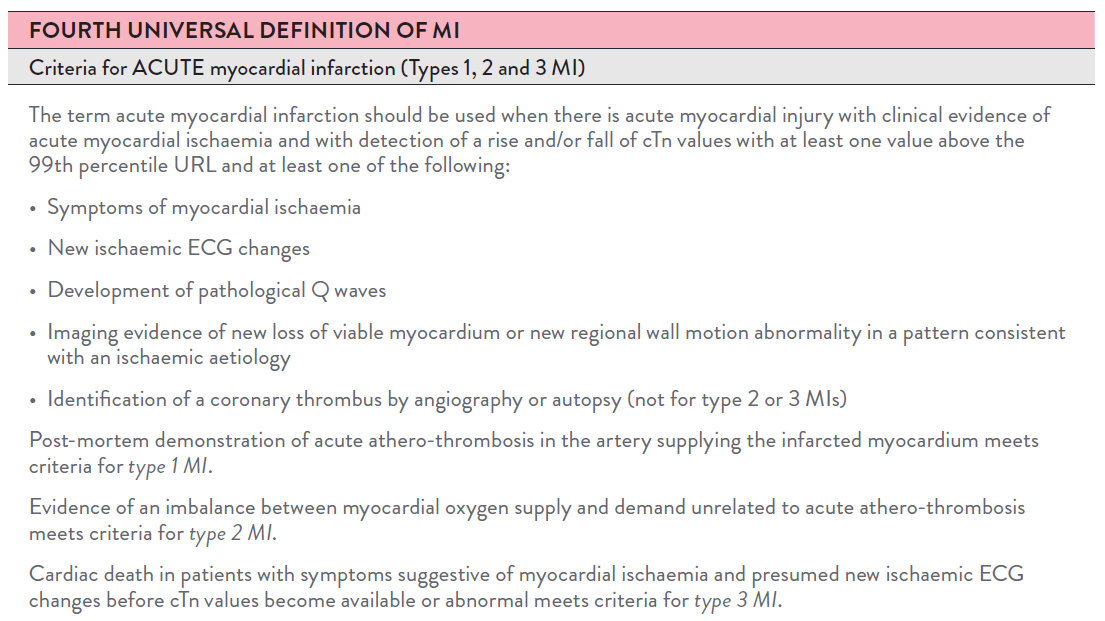 FOURTH UNIVERSAL DEFINITION OF MI
Criteria for ACUTE myocardial infarction (Types 1, 2 and 3 MI)
The term acute myocardial infarction should be used when there is acute myocardial injury with clinical evidence of
acute myocardial ischaemia and with detection of a rise and/or fall of cTn values with at least one value above the
99th percentile URL and at least one of the following:
• Symptoms of myocardial ischaemia
• New ischaemic ECG changes
• Development of pathological Q waves
• Imaging evidence of new loss of viable myocardium or new regional wall motion abnormality in a pattern consistent
with an ischaemic aetiology
• Identification of a coronary thrombus by angiography or autopsy (not for type 2 or 3 MIs)
Post-mortem demonstration of acute athero-thrombosis in the artery supplying the infarcted myocardium meets
criteria for type 1 MI.
Evidence of an imbalance between myocardial oxygen supply and demand unrelated to acute athero-thrombosis
meets criteria for type 2 MI.
Cardiac death in patients with symptoms suggestive of myocardial ischaemia and presumed new ischaemic ECG
changes before cTn values become available or abnormal meets criteria for type 3 MI.